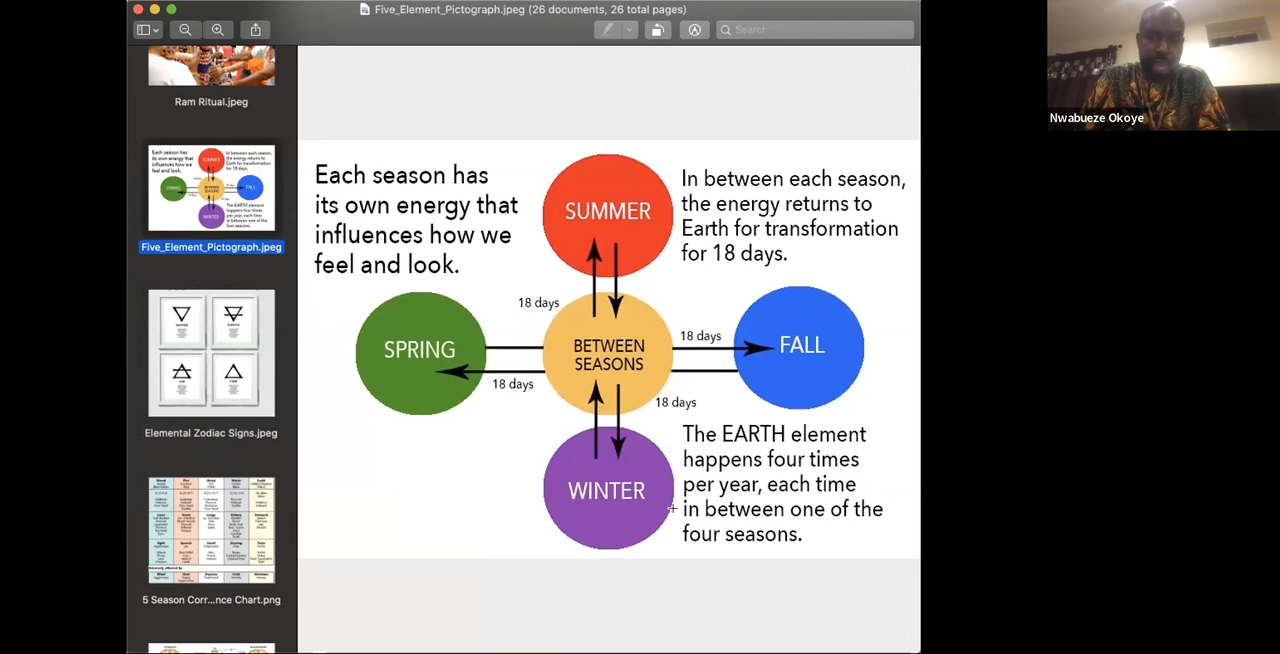 Five_Element_Pictograph.jpeg (26 documents, 26 total pages)
Search
Ram Ritual.jpeg
Five_Element_Pictograph.jpeg
Elemental Zodiac Signs.jpeg
5 Season Corr...nce Chart.png
Each season has
its own energy that
influences how we
feel and look.
SUMMER
In between each season,
the energy returns to
Earth for transformation
for 18 days.
18 days
SPRING
BETWEEN
SEASONS
18 days
FALL
18 days
18 days
WINTER
The EARTH element
happens four times
per year, each time
in between one of the
four seasons.
Nwabueze Okoye